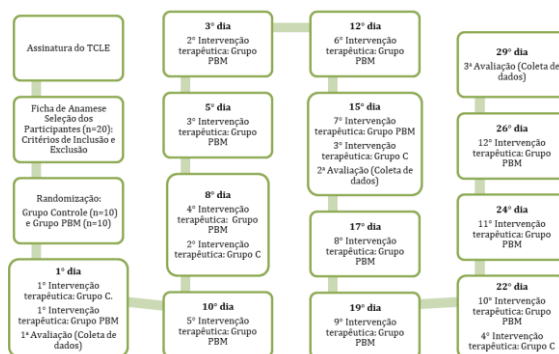 Assinatura do TCLE
Ficha de Anamese
Seleção dos
Participantes (n=20):
Critérios de Inclusão e
Exclusão
Randomização:
Grupo Controle (n=10)
e Grupo PBM (n=10)
1° dia
1° Intervenção
terapêutica: Grupo C.
1° Intervenção
terapêutica: Grupo PBM
1ª Avaliação (Coleta de
dados)
3° dia
2° Intervenção
terapêutica: Grupo
PBM
5° dia
3° Intervenção
terapêutica: Grupo
PBM
8° dia
4° Intervenção
terapêutica: Grupo
PBM
2° Intervenção
terapêutica: Grupo C
10° dia
5° Intervenção
terapêutica: Grupo
PBM
12° dia
6° Intervenção
terapêutica: Grupo
PBM
15° dia
7° Intervenção
terapêutica: Grupo PBM
3° Intervenção
terapêutica: Grupo C
2ª Avaliação (Coleta de
dados)
17° dia
8° Intervenção
terapêutica: Grupo
PBM
19° dia
9° Intervenção
terapêutica: Grupo
PBM
29° dia
3ª Avaliação (Coleta de
dados)
26° dia
12° Intervenção
terapêutica: Grupo
PBM
24° dia
11° Intervenção
terapêutica: Grupo
PBM
22° dia
10° Intervenção
terapêutica: Grupo
PBM
4° Intervenção
terapêutica: Grupo C